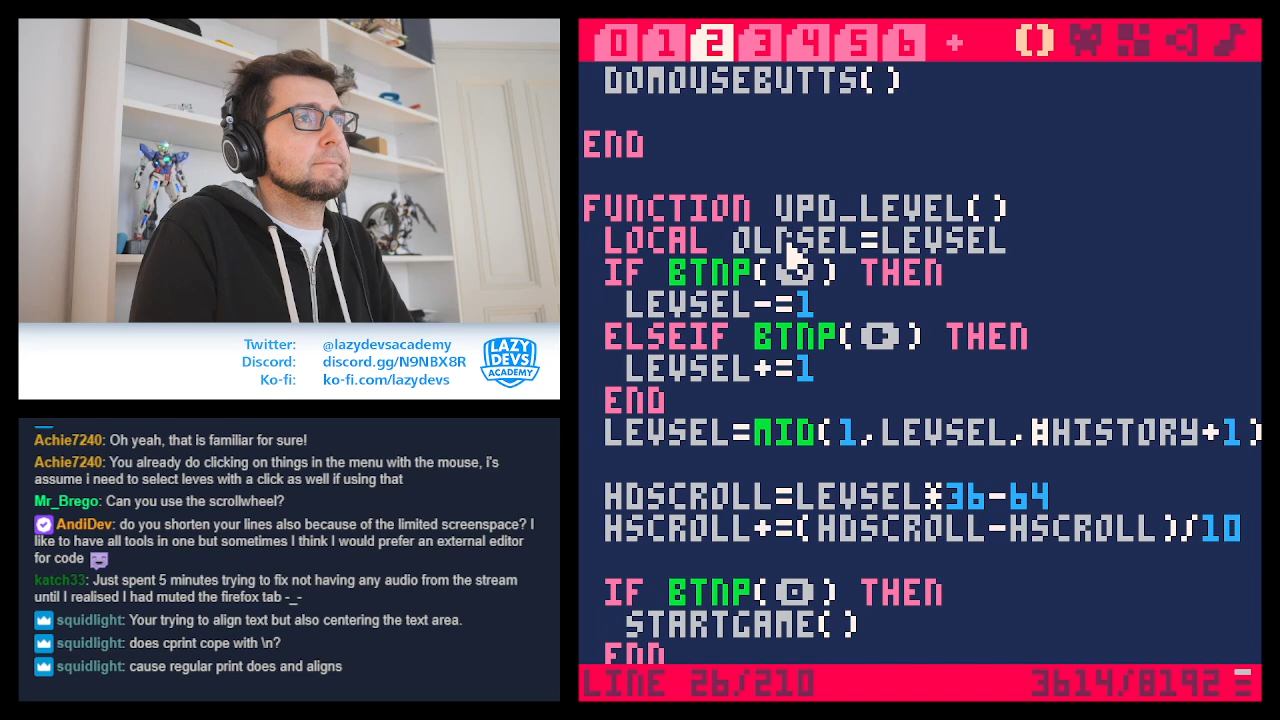 Twitter: @lazydevsacademy
Discord: discord.gg/N9NBX8R
Ko-fi: ko-fi.com/lazydevs
LAZY
DEVS
ACADEMY
Achie7240: Oh yeah, that is familiar for sure!
Achie7240: You already do clicking on things in the menu with the mouse, i's
assume i need to select leves with a click as well if using that
Mr_Brego: Can you use the scrollwheel?
AndiDev: do you shorten your lines also because of the limited screenspace? I
like to have all tools in one but sometimes I think I would prefer an external editor
for code
katch33: Just spent 5 minutes trying to fix not having any audio from the stream
until I realised I had muted the firefox tab -_-
squidlight: Your trying to align text but also centering the text area.
squidlight: does cprint cope with \n?
squidlight: cause regular print does and aligns
0 1 2 3 4 5 6 + ()
DOMOUSEBUTTS()
END
FUNCTION UPD_LEVEL()
LOCAL OLDSEL=LEVSEL
IF BTNP(⬅️) THEN
LEVSEL-=1
ELSEIF BTNP(➡️) THEN
LEVSEL+=1
END
LEVSEL=MID(1,LEVSEL,#HISTORY+1)
HDSCROLL=LEVSEL*36-64
HSCROLL+=(HDSCROLL-HSCROLL)/10
IF BTNP(🅾️) THEN
STARTGAME()
END
LINE 26/210 3614/8192